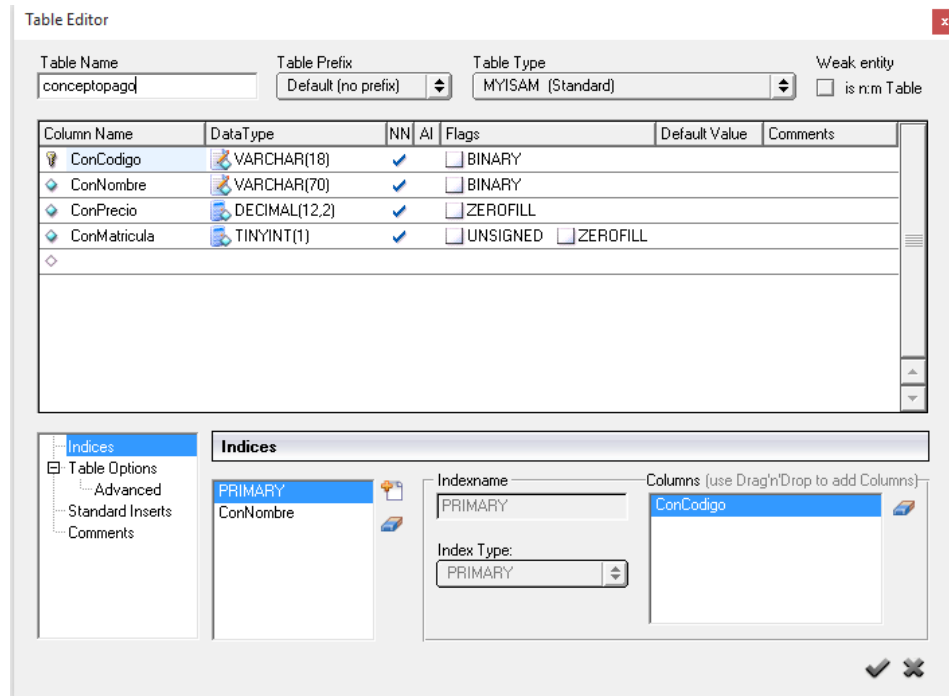 Table Editor
x
Table Name Table Prefix Table Type Weak entity
conceptopago Default (no prefix) MYISAM (Standard) is n:m Table
Column Name DataType NN AI Flags Default Value Comments
ConCodigo VARCHAR(18) BINARY
ConNombre VARCHAR(70) BINARY
ConPrecio DECIMAL(12,2) ZEROFILL
ConMatricula TINYINT(1) UNSIGNED ZEROFILL
Indices
Table Options
Advanced
Standard Inserts
Comments
Indices
PRIMARY
ConNombre
Indexname
PRIMARY
Index Type:
PRIMARY
Columns (use Drag'n'Drop to add Columns)
ConCodigo